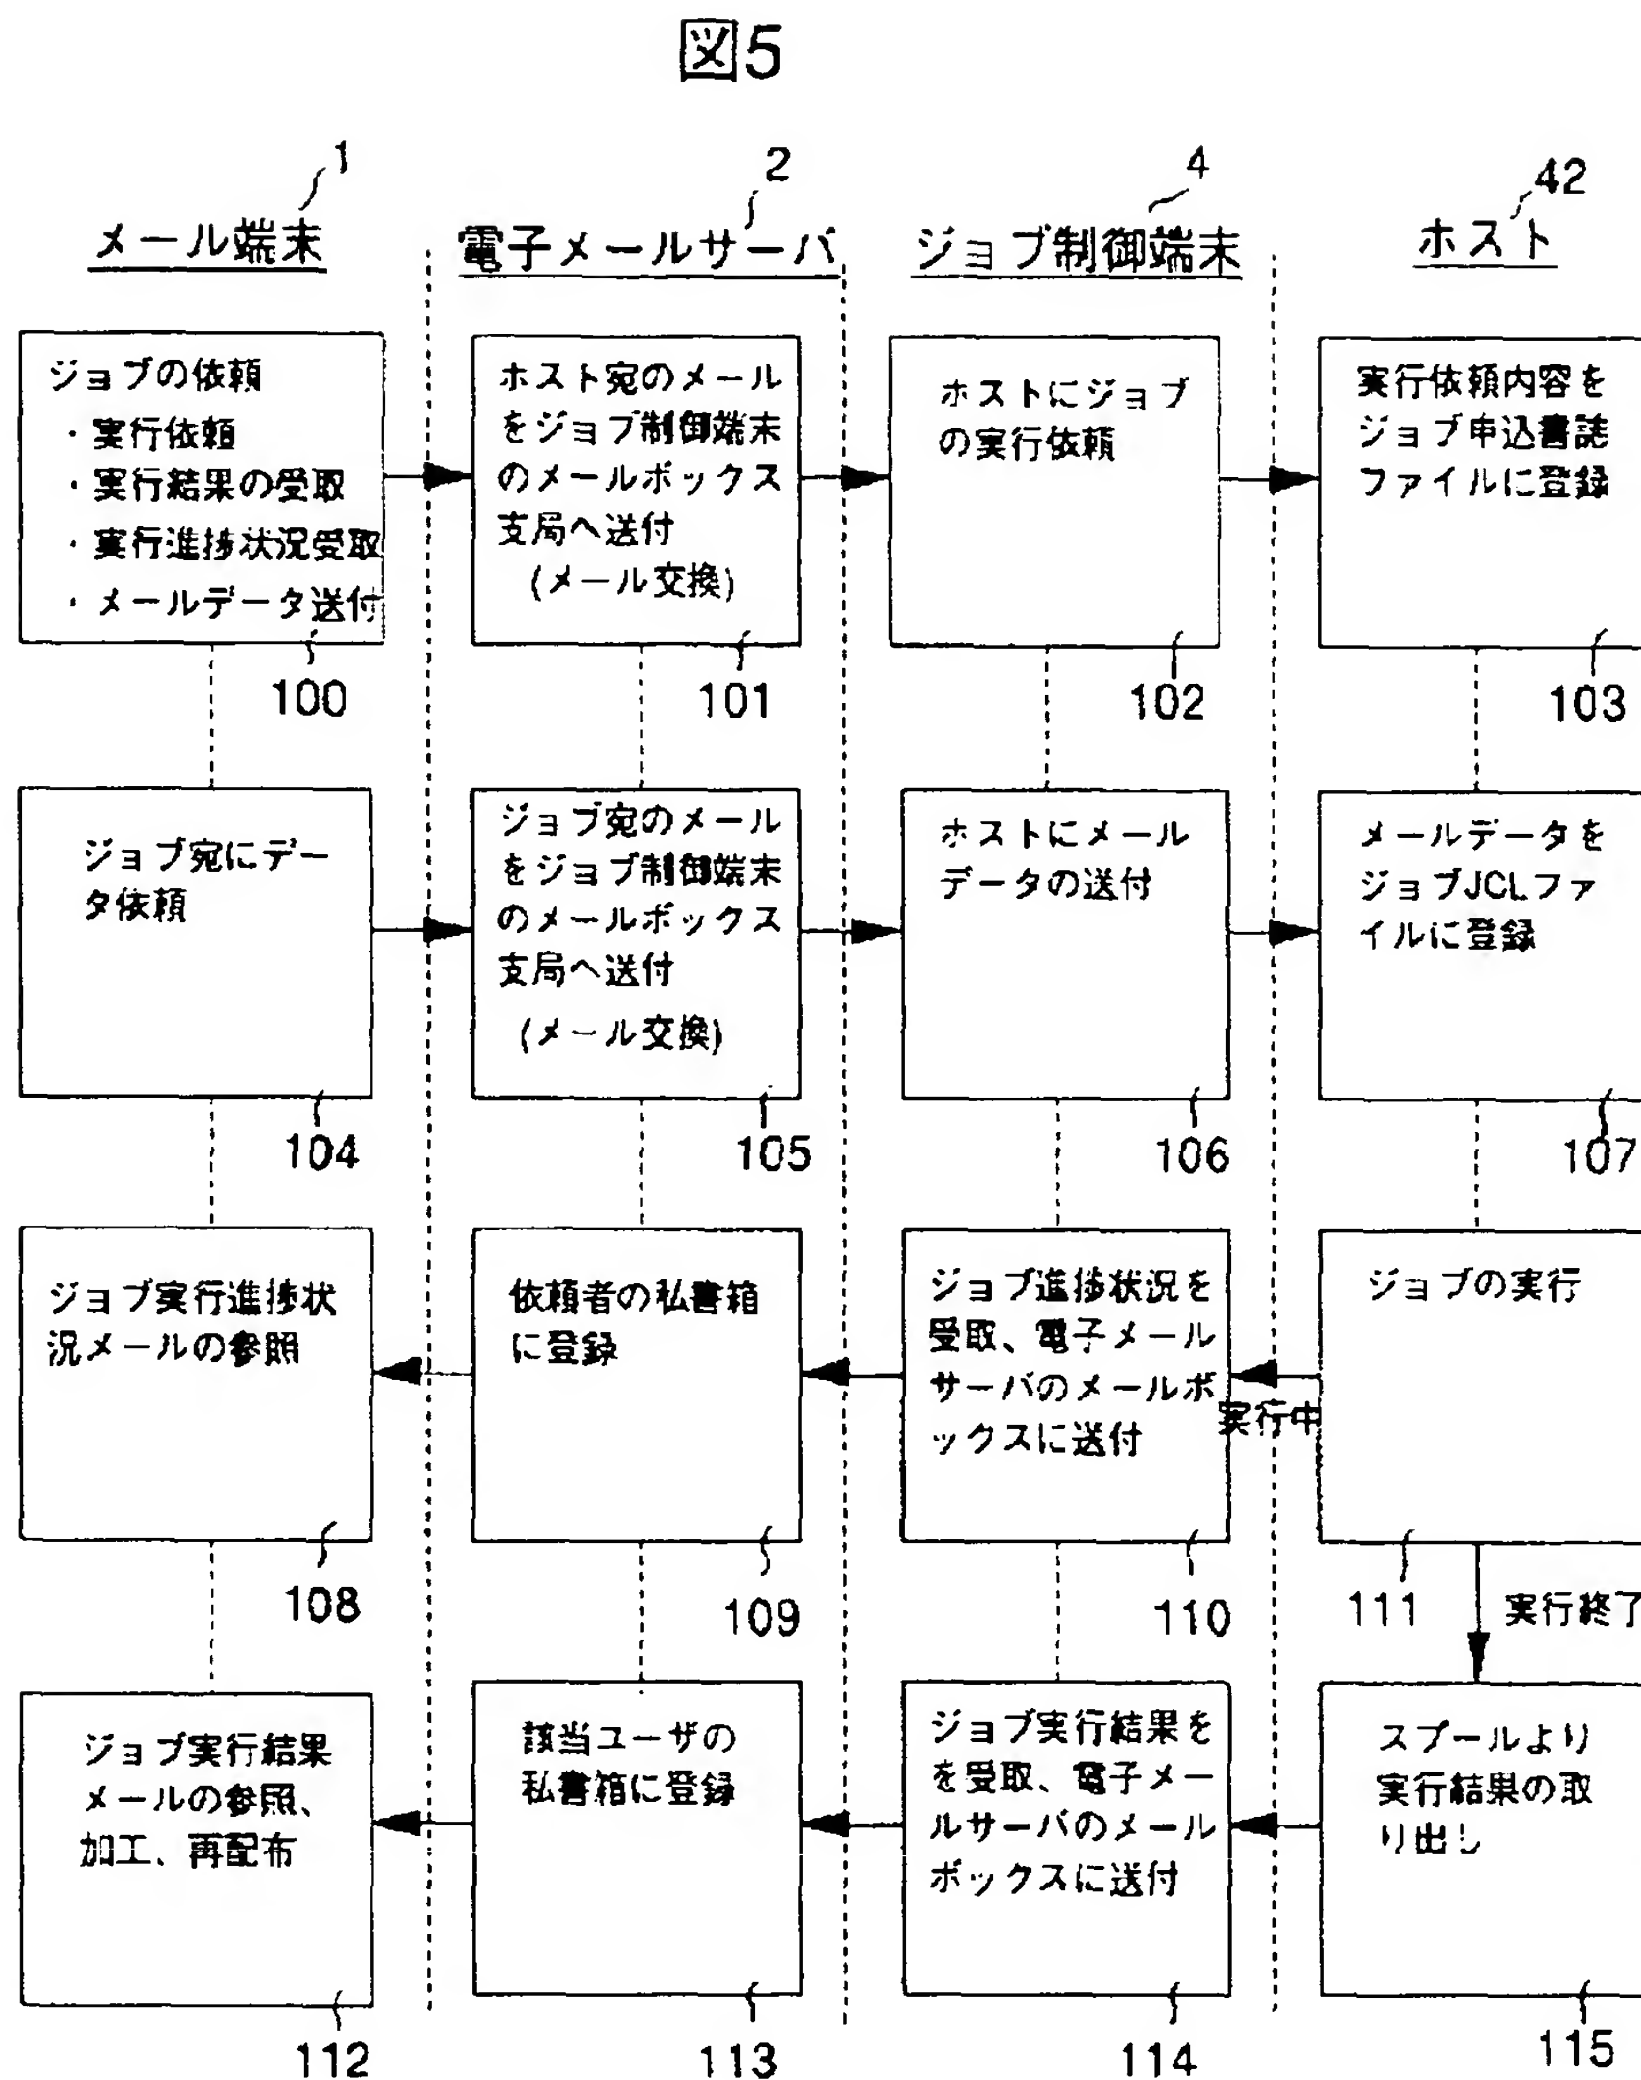 図5
1
2
4
42
メール端末
電子メールサーバ
ジョブ制御端末
ホスト
ジョブの依頼
・実行依頼
・実行結果の受取
・実行進捗状況受取
・メールデータ送付
100
ホスト宛のメール
をジョブ制御端末
のメールボックス
支局へ送付
(メール交換)
101
ホストにジョブ
の実行依頼
102
実行依頼内容を
ジョブ申込書誌
ファイルに登録
103
ジョブ宛にデー
タ依頼
104
ジョブ宛のメール
をジョブ制御端末
のメールボックス
支局へ送付
(メール交換)
105
ホストにメール
データの送付
106
メールデータを
ジョブJCLファ
イルに登録
107
ジョブ実行進捗状
況メールの参照
108
依頼者の私書箱
に登録
109
ジョブ進捗状況を
受取、電子メール
サーバのメールボ
ックスに送付
110
実行中
ジョブの実行
111
実行終了
ジョブ実行結果
メールの参照、
加工、再配布
112
該当ユーザの
私書箱に登録
113
ジョブ実行結果を
を受取、電子メー
ルサーバのメール
ボックスに送付
114
スプールより
実行結果の取
り出し
115